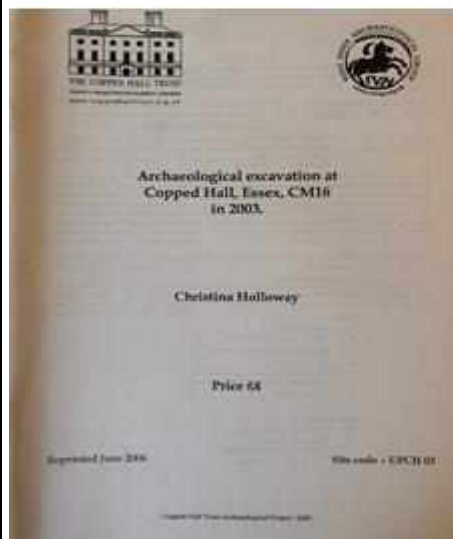 THE COPPED HALL TRUST
Archaeological excavation at
Copped Hall, Essex, CM16
in 2003.
Christina Holloway
Price £8
Reprinted June 2006
Site code - CPCH 03